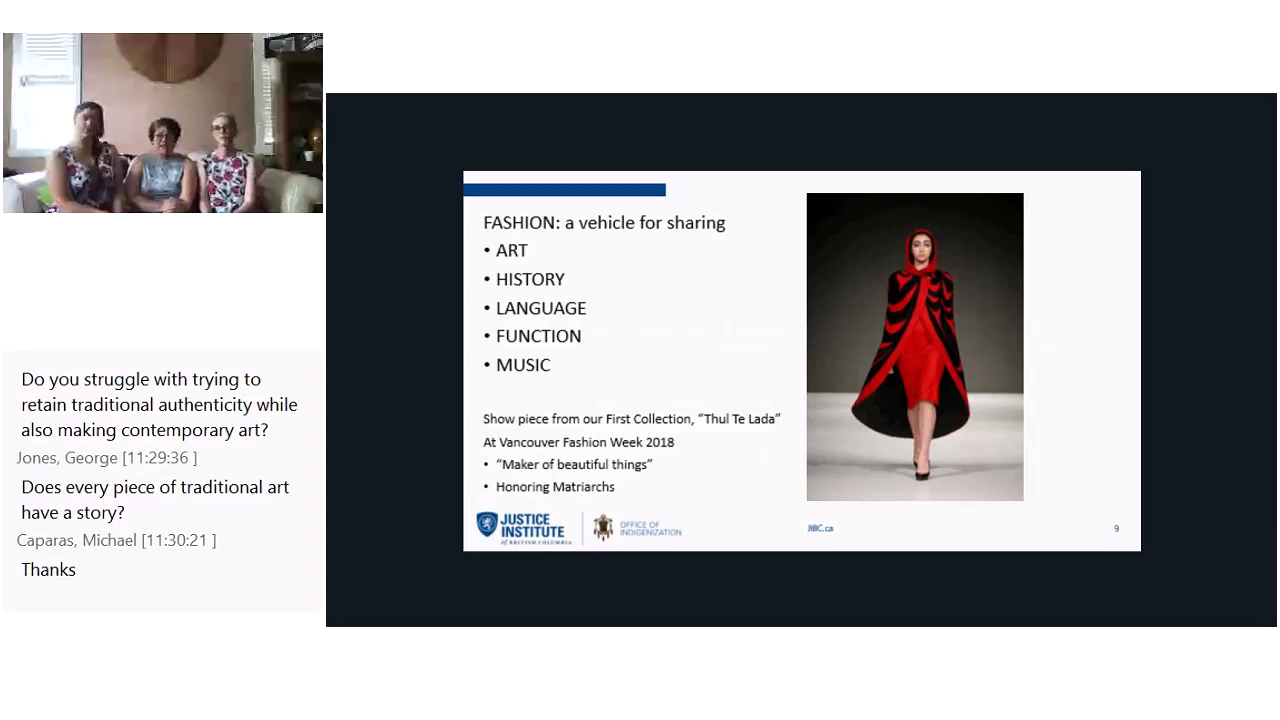 Do you struggle with trying to
retain traditional authenticity while
also making contemporary art?
Jones, George [11:29:36 ]
Does every piece of traditional art
have a story?
Caparas, Michael [11:30:21 ]
Thanks
FASHION: a vehicle for sharing
• ART
• HISTORY
• LANGUAGE
• FUNCTION
• MUSIC
Show piece from our First Collection, “Thul Te Lada”
At Vancouver Fashion Week 2018
• “Maker of beautiful things”
• Honoring Matriarchs
JUSTICE
INSTITUTE
of BRITISH COLUMBIA
OFFICE OF
INDIGENIZATION
JIBC.ca
9